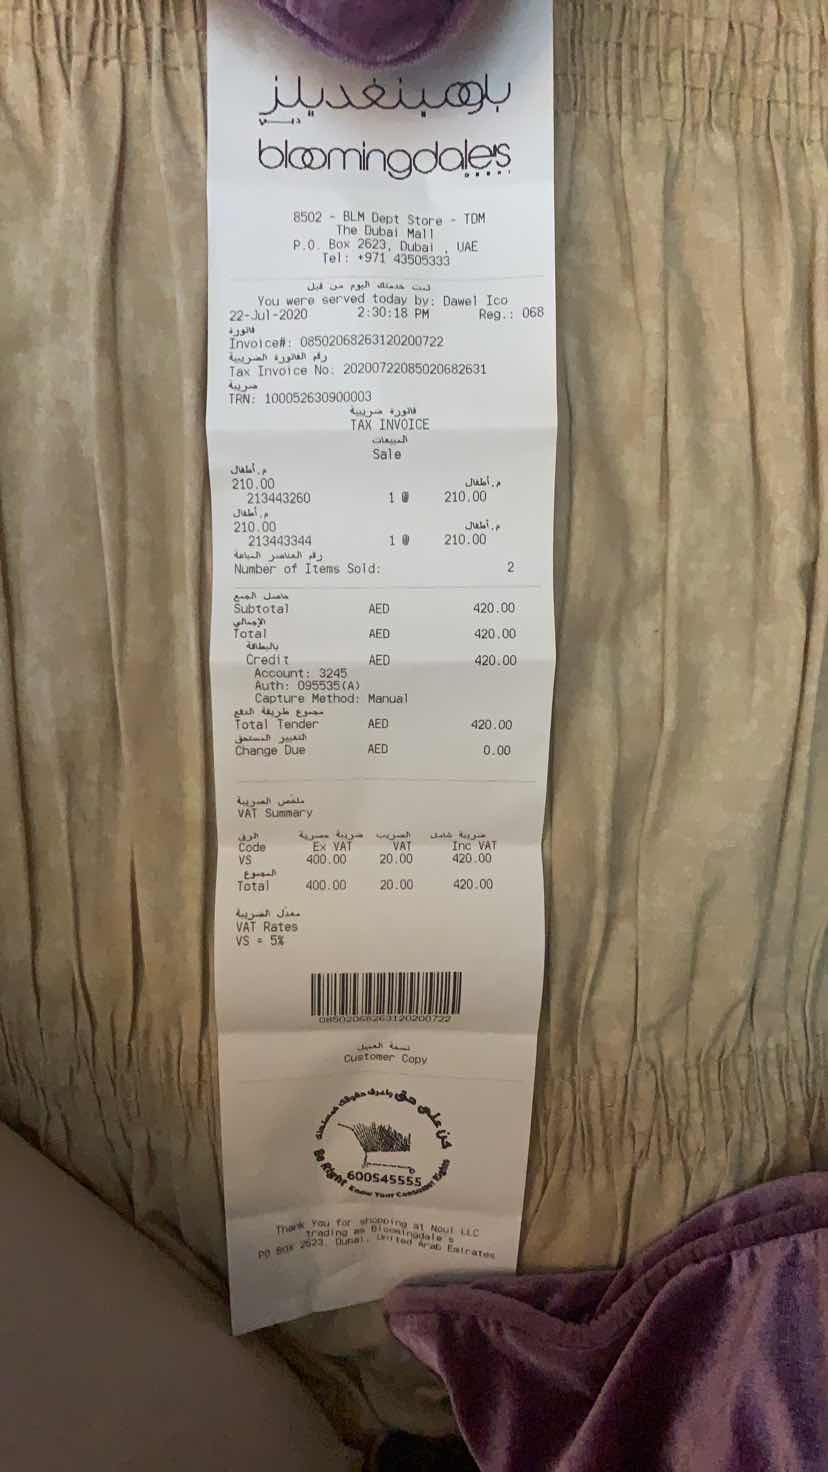 بلومينغديلز
دبي
bloomingdale's
DUBAI
8502 - BLM Dept Store - TDM
The Dubai Mall
P.O. Box 2623, Dubai , UAE
Tel: +971 43505333
تمت خدمتك اليوم من قبل
You were served today by: Dawel Ico
22-Jul-2020 2:30:18 PM Reg.: 068
فاتورة
Invoice#: 08502068263120200722
رقم الفاتورة الضريبية
Tax Invoice No: 20200722085020682631
ضريبة
TRN: 100052630900003
فاتورة ضريبية
TAX INVOICE
المبيعات
Sale
م.أطفال م.أطفال
210.00
213443260 1 @ 210.00
م.أطفال م.أطفال
210.00
213443344 1 @ 210.00
رقم العناصر المباعة
Number of Items Sold: 2
حاصل الجمع
Subtotal AED 420.00
الإجمالي
Total AED 420.00
بالبطاقة
Credit AED 420.00
Account: 3245
Auth: 095535(A)
Capture Method: Manual
مجموع طريقة الدفع
Total Tender AED 420.00
التغيير المستحق
Change Due AED 0.00
ملخص الضريبة
VAT Summary
ضريبة شامل
Code Ex VAT VAT Inc VAT
VS 400.00 20.00 420.00
المجموع
Total 400.00 20.00 420.00
معدل الضريبة
VAT Rates
VS = 5%
08502068263120200722
نسخة العميل
Customer Copy
كن على حق واعرف حقوقك
600545555
Be Right Know Your Consumer Rights
Thank You for shopping at Noul LLC
trading as Bloomingdale's
PO Box 2623, Dubai, United Arab Emirates